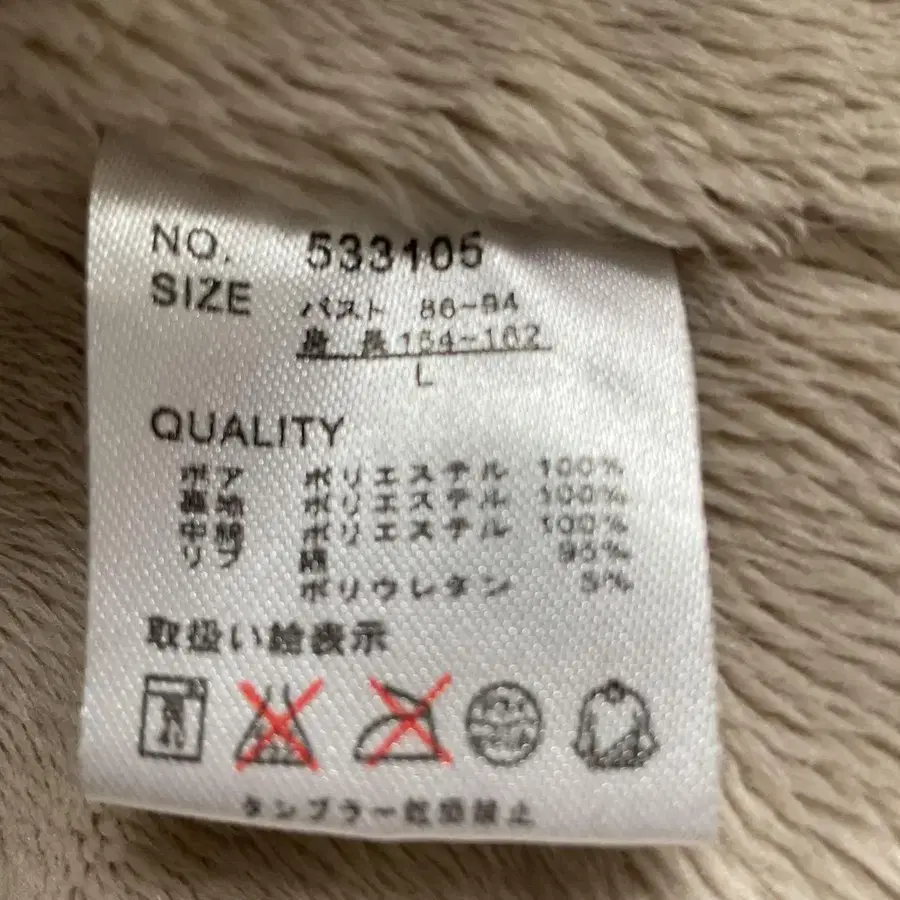 NO. 533105
SIZE バスト 86-94
身長 154-162
L
QUALITY
ボア ポリエステル 100%
裏地 ポリエステル 100%
中綿 ポリエステル 100%
リブ 綿 95%
ポリウレタン 5%
取扱い絵表示
タンブラー乾燥禁止